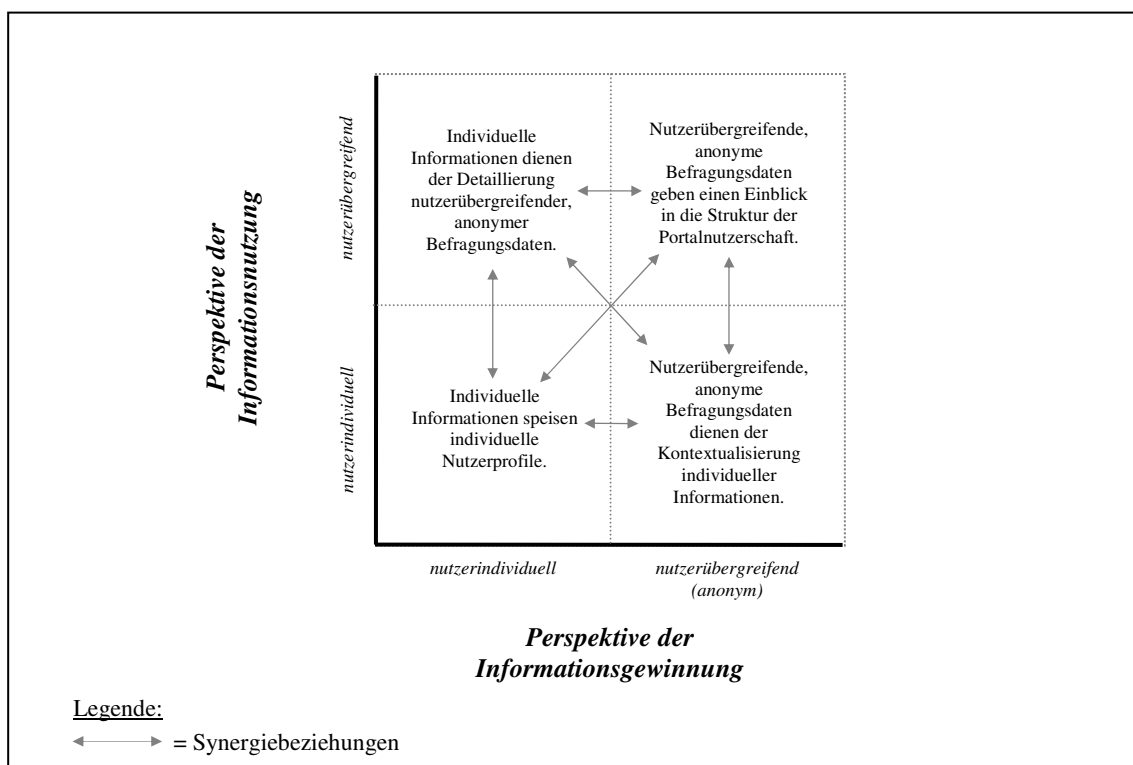 Perspektive der
Informationsnutzung
nutzerübergreifend
nutzerindividuell
Individuelle
Informationen dienen
der Detaillierung
nutzerübergreifender,
anonymer
Befragungsdaten.
Nutzerübergreifende,
anonyme
Befragungsdaten
geben einen Einblick
in die Struktur der
Portalnutzerschaft.
Individuelle
Informationen speisen
individuelle
Nutzerprofile.
Nutzerübergreifende,
anonyme
Befragungsdaten
dienen der
Kontextualisierung
individueller
Informationen.
nutzerindividuell
nutzerübergreifend
(anonym)
Perspektive der
Informationsgewinnung
Legende:
= Synergiebeziehungen